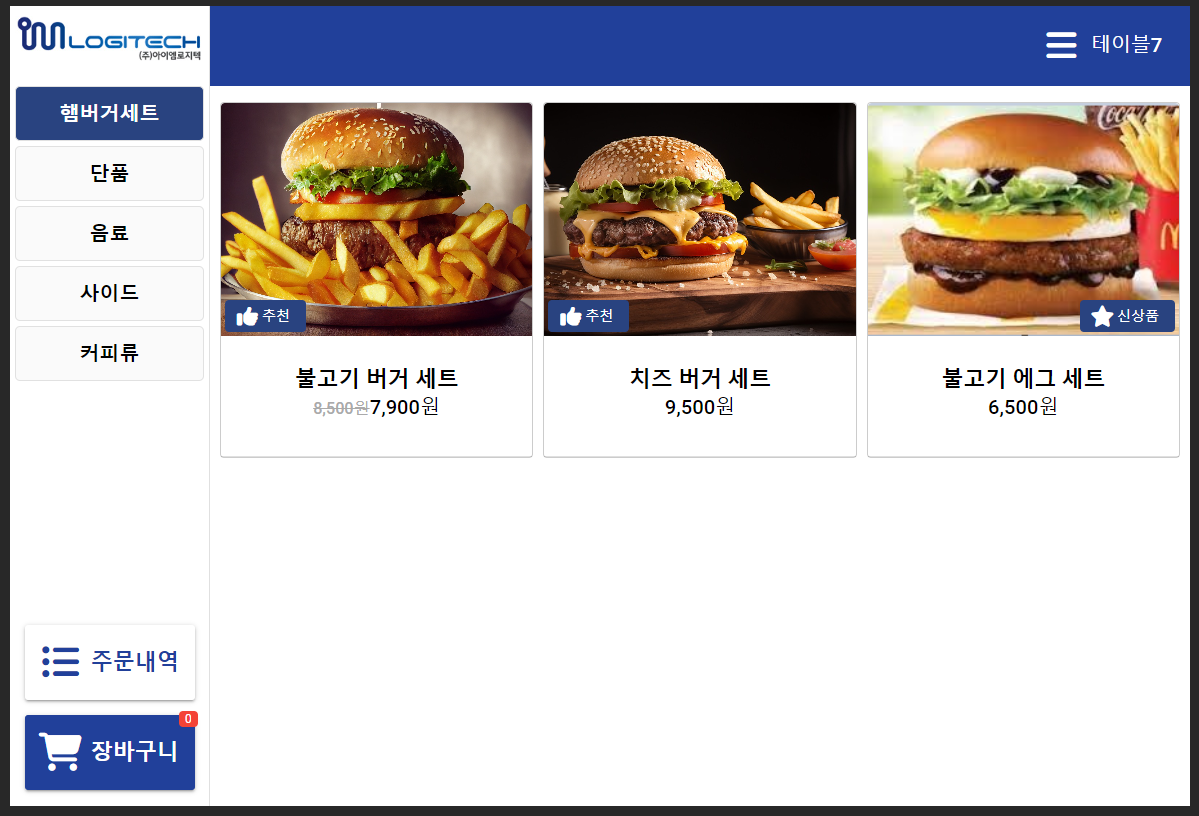 LOGITECH
(주)아이엠로지텍
테이블7
햄버거세트
단품
음료
사이드
커피류
주문내역
0
장바구니
추천
불고기 버거 세트
8,500원7,900원
추천
치즈 버거 세트
9,500원
Coca
신상품
불고기 에그 세트
6,500원